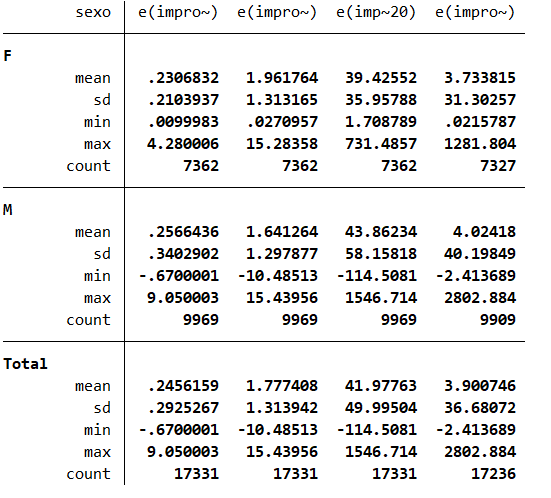 sexo e(impro~) e(impro~) e(imp~20) e(impro~)
F
mean .2306832 1.961764 39.42552 3.733815
sd .2103937 1.313165 35.95788 31.30257
min .0099983 .0270957 1.708789 .0215787
max 4.280006 15.28358 731.4857 1281.804
count 7362 7362 7362 7327
M
mean .2566436 1.641264 43.86234 4.02418
sd .3402902 1.297877 58.15818 40.19849
min -.6700001 -10.48513 -114.5081 -2.413689
max 9.050003 15.43956 1546.714 2802.884
count 9969 9969 9969 9909
Total
mean .2456159 1.777408 41.97763 3.900746
sd .2925267 1.313942 49.99504 36.68072
min -.6700001 -10.48513 -114.5081 -2.413689
max 9.050003 15.43956 1546.714 2802.884
count 17331 17331 17331 17236